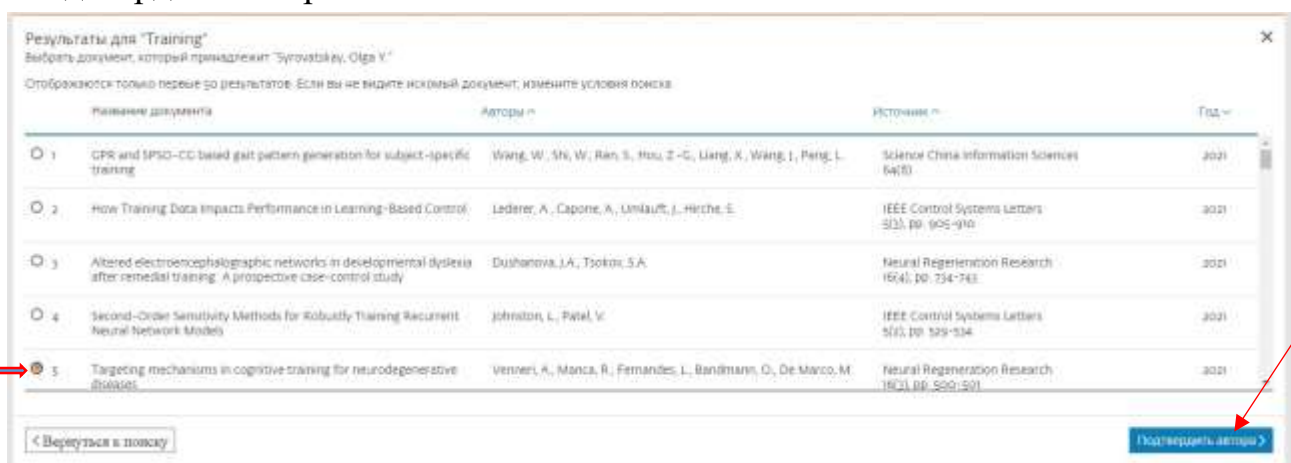 Результаты для "Training"
Выбрать документ, который принадлежит "Syrovatskay, Olga Y."
Отображаются только первые 50 результатов. Если вы не видите искомый документ, измените условия поиска.
Название документа Авторы Источник Год
1 GPR and SPSO-CG based gait pattern generation for subject-specific Wang, W., Shi, W., Ren, S., Hou, Z.-G., Liang, X., Wang, J., Peng, L. Science China Information Sciences 2021
training 64(8)
2 How Training Data Impacts Performance in Learning-Based Control Lederer, A., Capone, A., Umlauft, J., Hirche, S. IEEE Control Systems Letters 2021
5(3), pp. 905-910
3 Altered electroencephalographic networks in developmental dyslexia Dushanova, J.A., Tsokov, S.A. Neural Regeneration Research 2021
after remedial training: A prospective case-control study 16(4), pp. 734-743
4 Second-Order Sensitivity Methods for Robustly Training Recurrent Johnston, L., Patel, V. IEEE Control Systems Letters 2021
Neural Network Models 5(2), pp. 529-534
5 Targeting mechanisms in cognitive training for neurodegenerative Venneri, A., Manca, R., Fernandes, L., Bandmann, O., De Marco, M. Neural Regeneration Research 2021
diseases 16(3), pp. 500-501
< Вернуться к поиску Подтвердить автора >